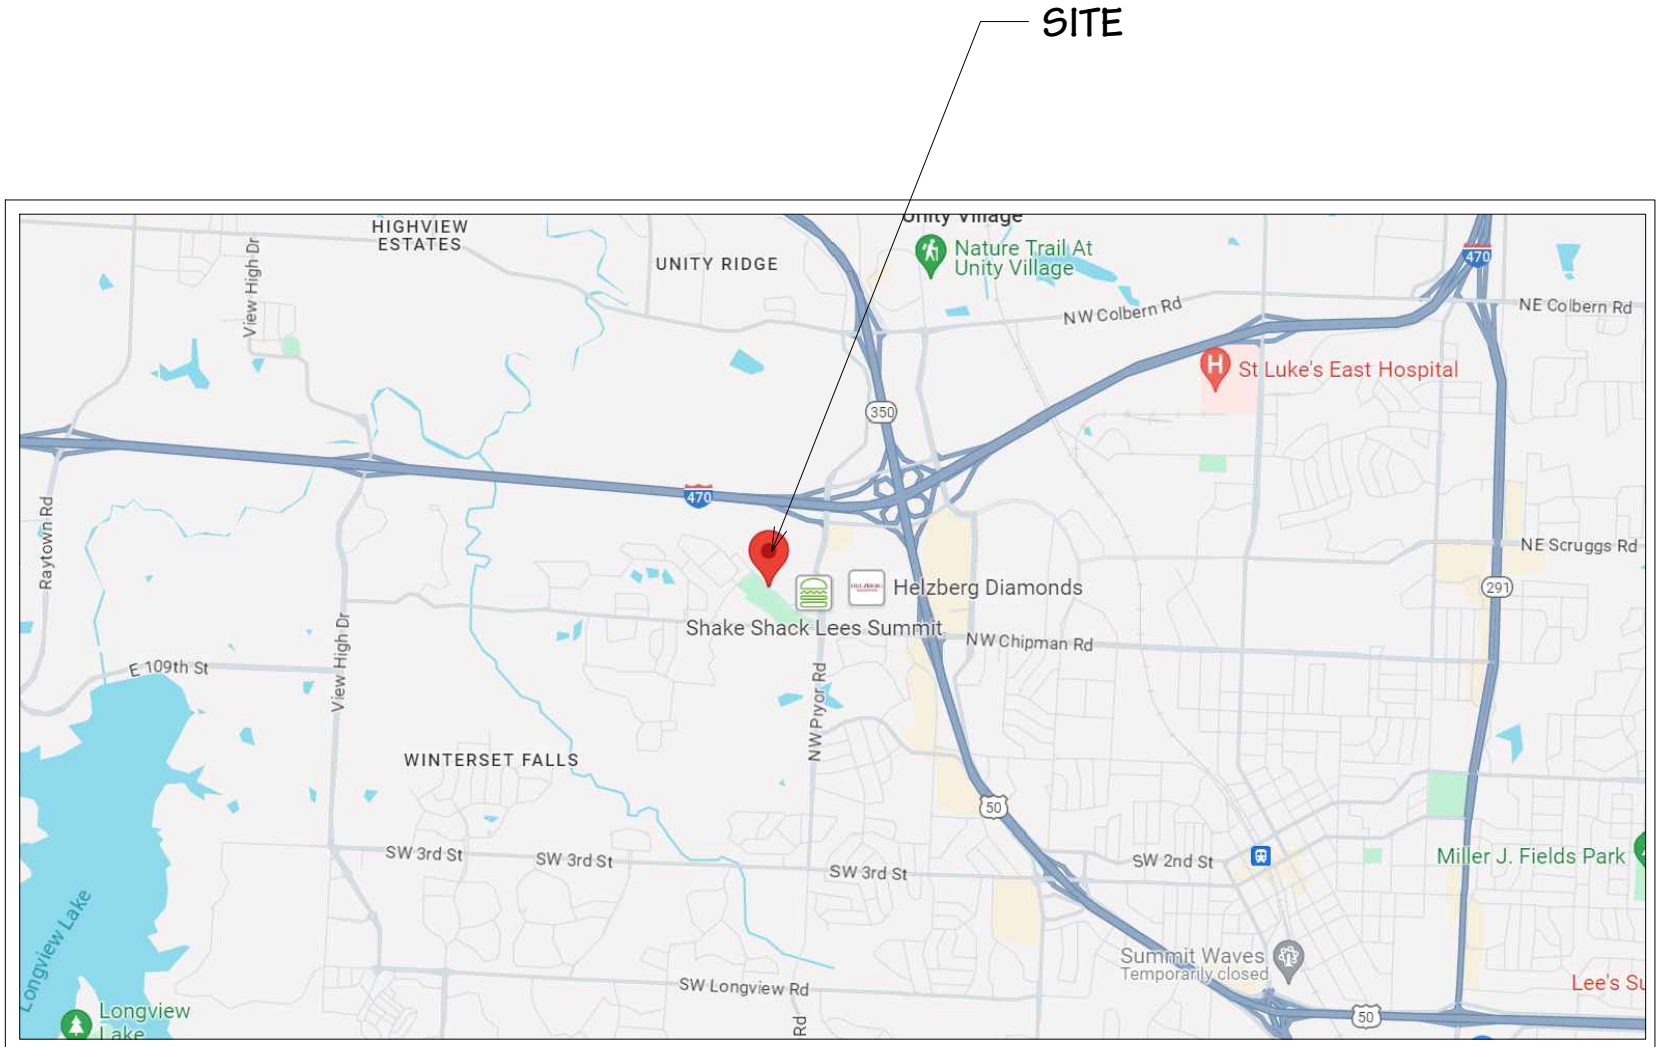 SITE
Unity Village
HIGHVIEW
ESTATES
UNITY RIDGE
Nature Trail At
Unity Village
470
View High Dr
NW Colbern Rd
NE Colbern Rd
St Luke's East Hospital
H
350
470
Raytown Rd
NE Scruggs Rd
291
Helzberg Diamonds
Shake Shack Lees Summit
NW Chipman Rd
E 109th St
View High Dr
NW Pryor Rd
WINTERSET FALLS
50
SW 3rd St
SW 3rd St
SW 3rd St
SW 2nd St
Miller J. Fields Park
Longview Lake
Summit Waves
Temporarily closed
SW Longview Rd
Lee's Su
Longview
Lake
Rd
50